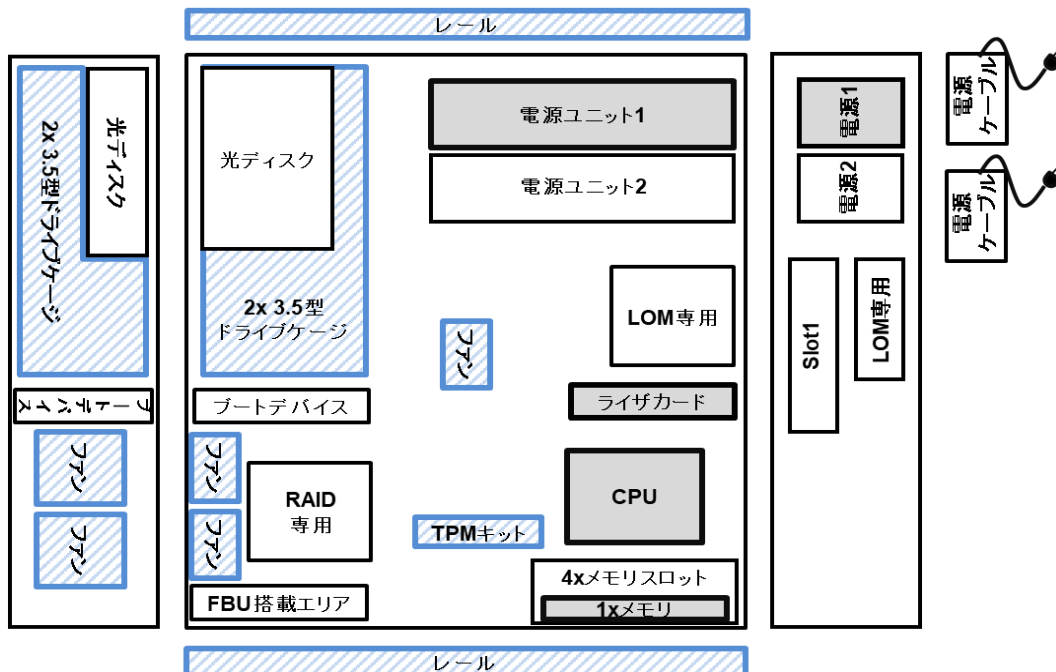 レール
2x 3.5型ドライブケージ
光ディスク
ブートデバイス
ファン
ファン
光ディスク
2x 3.5型
ドライブケージ
ブートデバイス
ファン
ファン
RAID
専用
FBU搭載エリア
電源ユニット1
電源ユニット2
ファン
LOM専用
ライザカード
CPU
TPMキット
4xメモリスロット
1xメモリ
電源1
電源2
Slot1
LOM専用
電源
ケーブル
電源
ケーブル
レール